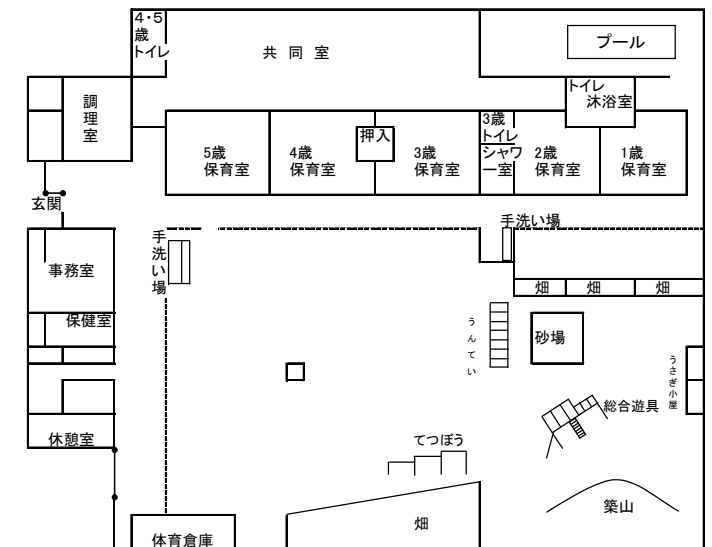 4・5
歳
トイレ
共 同 室
プール
調
理
室
トイレ
沐浴室
5歳
保育室
4歳
保育室
押入
3歳
保育室
3歳
トイレ
シャワ
ー室
2歳
保育室
1歳
保育室
玄関
手洗い場
手
洗
い
場
事務室
畑
畑
畑
保健室
う
ん
て
い
砂場
う
さ
ぎ
小
屋
総合遊具
休憩室
てつぼう
築山
畑
体育倉庫